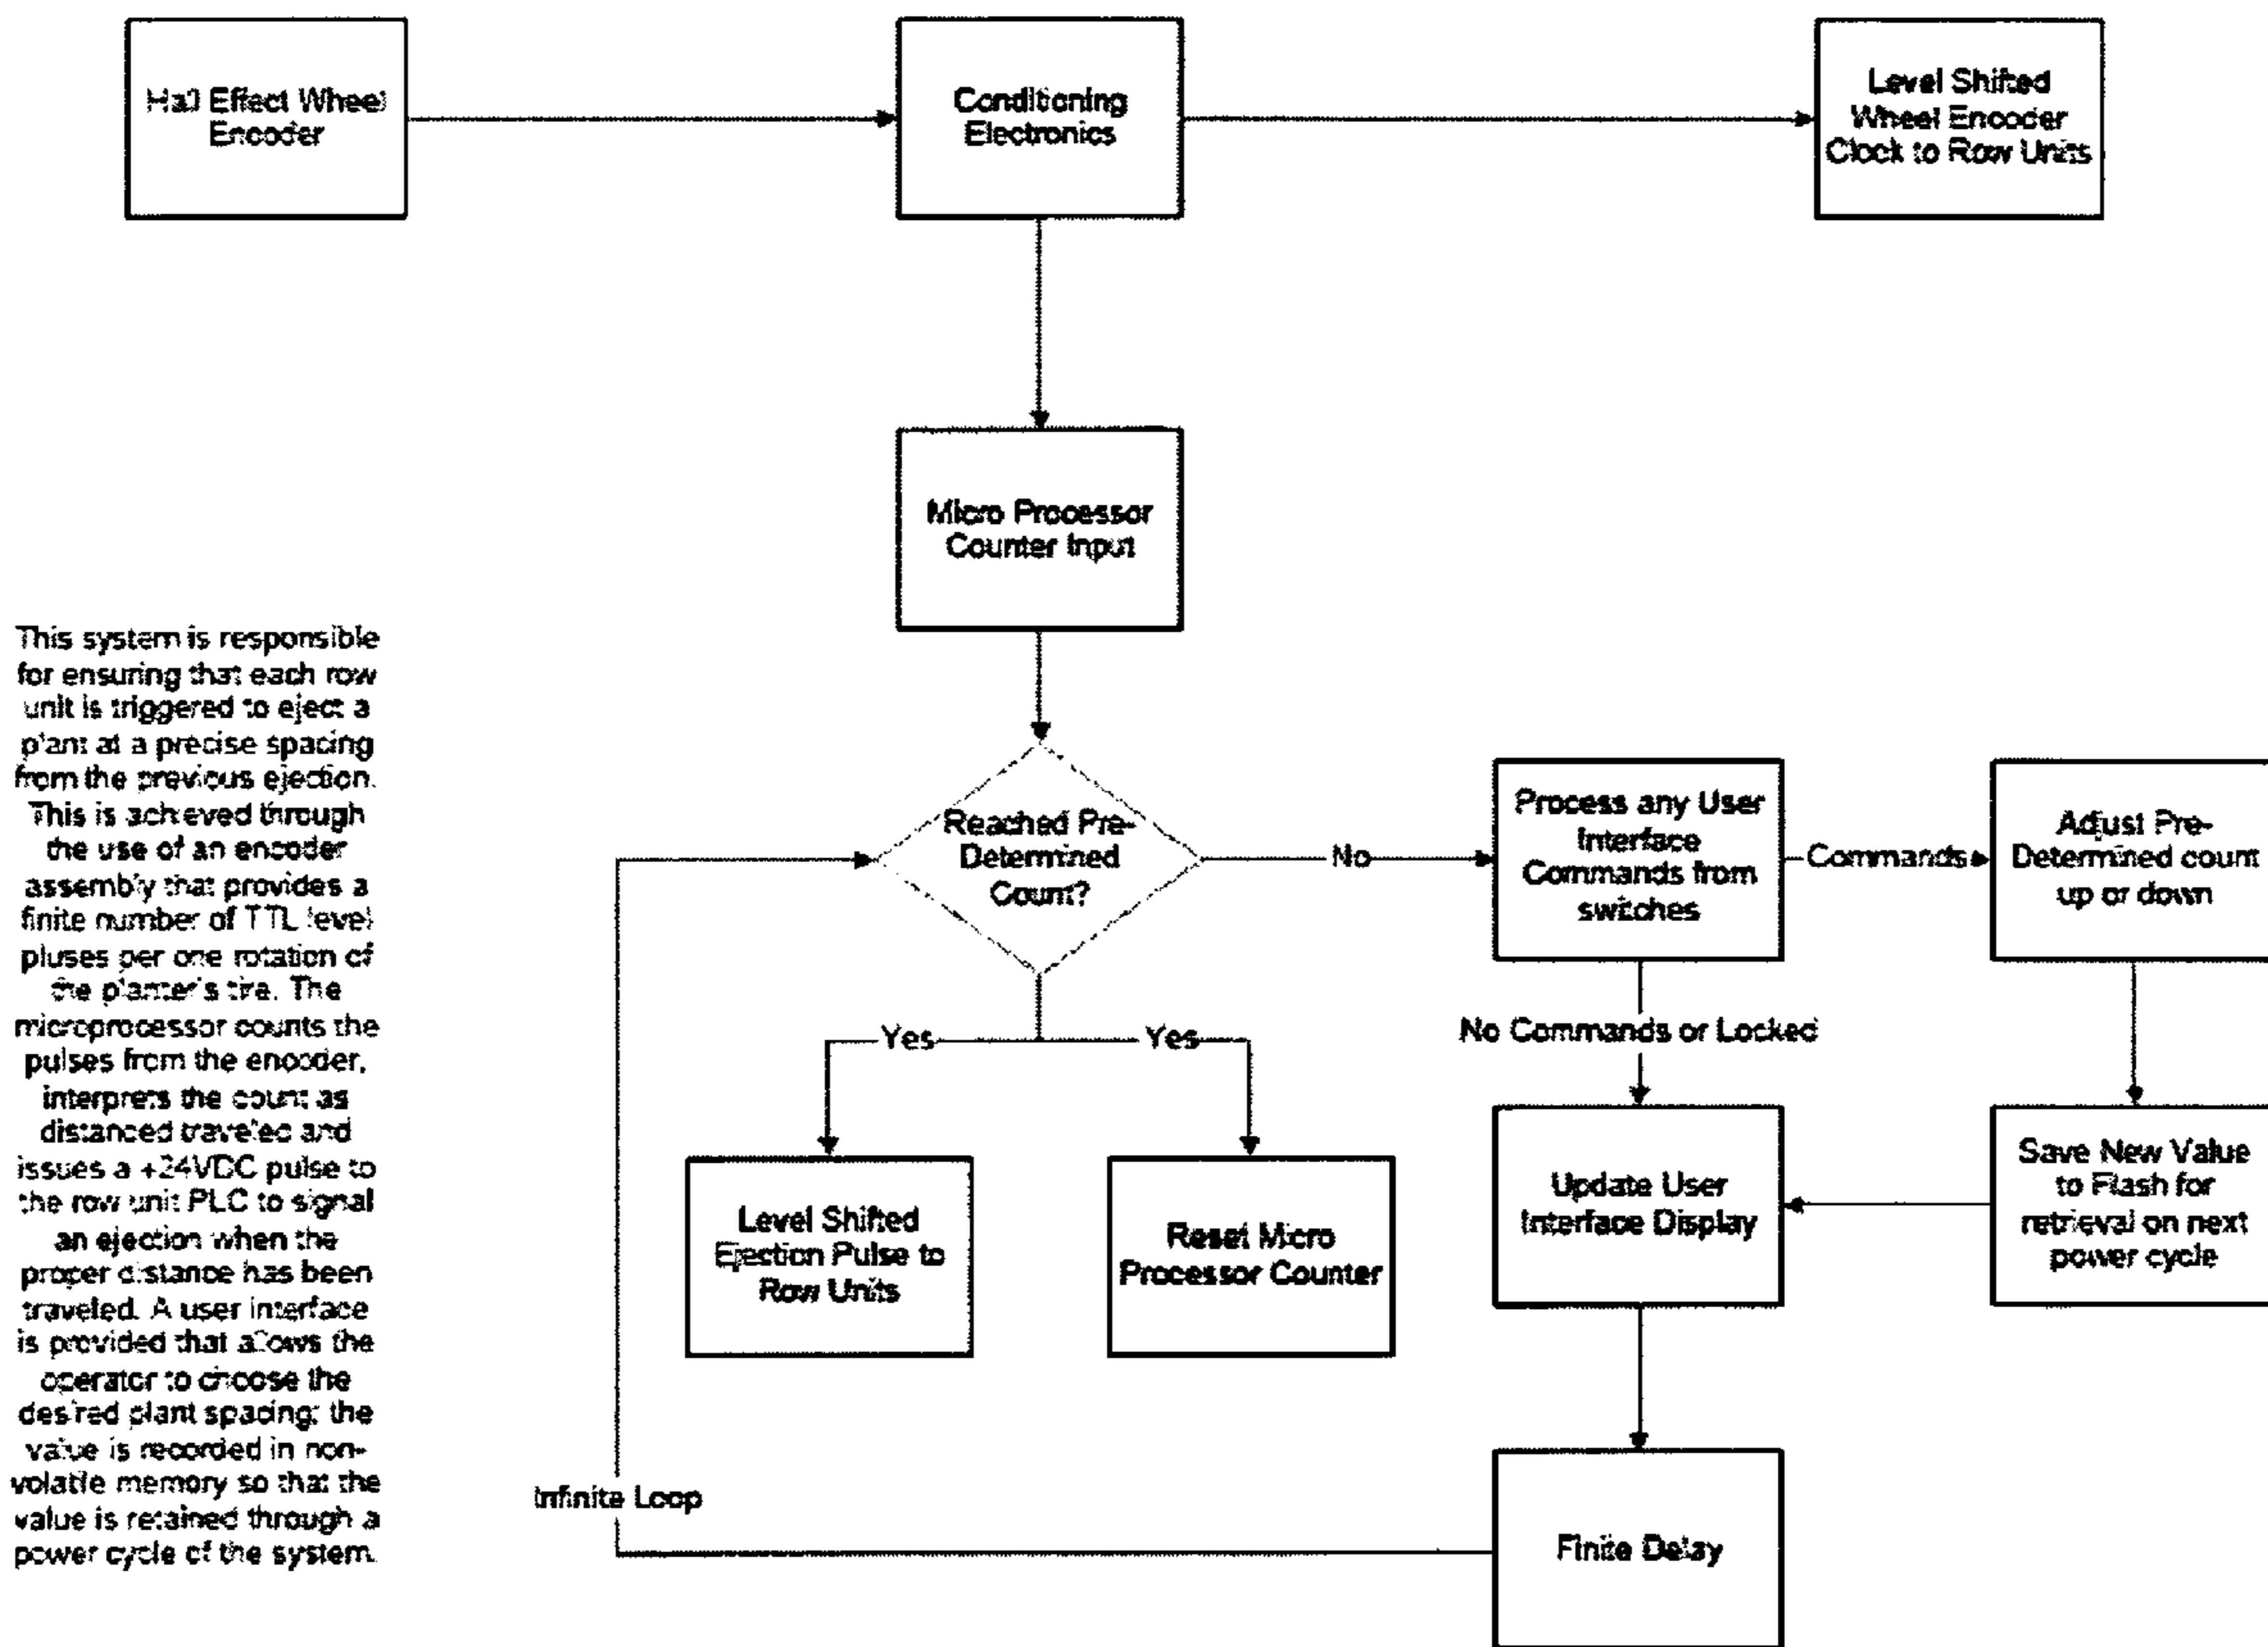 Hall Effect Wheel
Encoder
Conditioning
Electronics
Level Shifted
Wheel Encoder
Clock to Row Units
Micro Processor
Counter Input
This system is responsible
for ensuring that each row
unit is triggered to eject a
plant at a precise spacing
from the previous ejection.
This is achieved through
the use of an encoder
assembly that provides a
finite number of TTL level
pluses per one rotation of
the planter's tire. The
microprocessor counts the
pulses from the encoder,
interprets the count as
distanced traveled and
issues a +24VDC pulse to
the row unit PLC to signal
an ejection when the
proper distance has been
traveled. A user interface
is provided that allows the
operator to choose the
desired plant spacing; the
value is recorded in non-
volatile memory so that the
value is retained through a
power cycle of the system.
Reached Pre-
Determined
Count?
No
Process any User
Interface
Commands from
switches
Commands
Adjust Pre-
Determined count
up or down
Yes
Yes
No Commands or Locked
Level Shifted
Ejection Pulse to
Row Units
Reset Micro
Processor Counter
Update User
Interface Display
Save New Value
to Flash for
retrieval on next
power cycle
Infinite Loop
Finite Delay